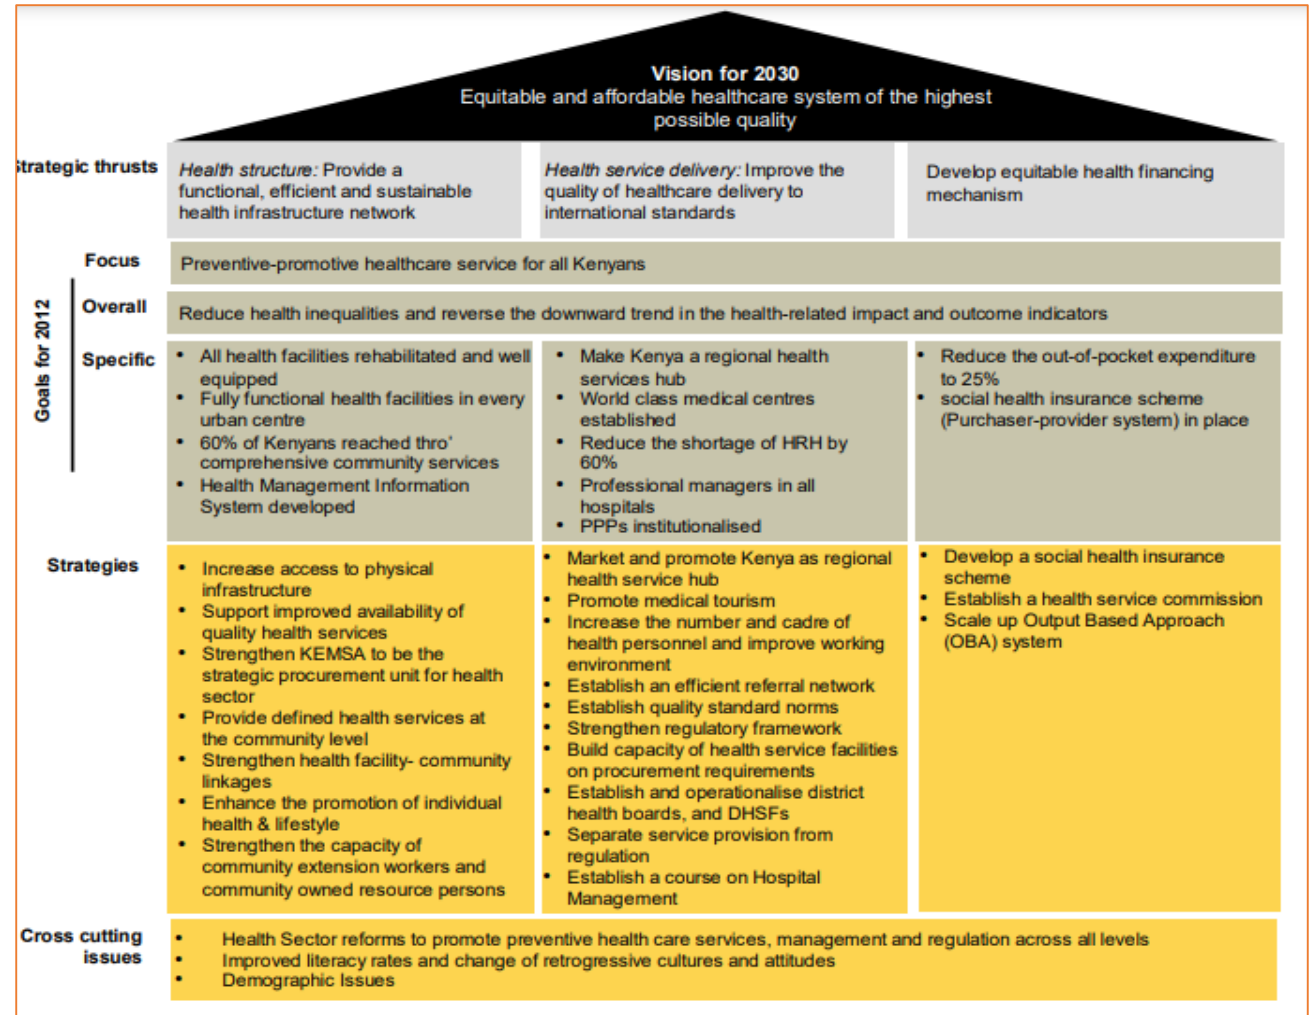 Vision for 2030
Equitable and affordable healthcare system of the highest
possible quality
trategic thrusts
Health structure: Provide a
functional, efficient and sustainable
health infrastructure network
Health service delivery: Improve the
quality of healthcare delivery to
international standards
Develop equitable health financing
mechanism
Focus
Preventive-promotive healthcare service for all Kenyans
Goals for 2012
Overall
Reduce health inequalities and reverse the downward trend in the health-related impact and outcome indicators
Specific
• All health facilities rehabilitated and well
equipped
• Fully functional health facilities in every
urban centre
• 60% of Kenyans reached thro'
comprehensive community services
• Health Management Information
System developed
• Make Kenya a regional health
services hub
• World class medical centres
established
• Reduce the shortage of HRH by
60%
• Professional managers in all
hospitals
• PPPs institutionalised
• Reduce the out-of-pocket expenditure
to 25%
• social health insurance scheme
(Purchaser-provider system) in place
Strategies
• Increase access to physical
infrastructure
• Support improved availability of
quality health services
• Strengthen KEMSA to be the
strategic procurement unit for health
sector
• Provide defined health services at
the community level
• Strengthen health facility- community
linkages
• Enhance the promotion of individual
health & lifestyle
• Strengthen the capacity of
community extension workers and
community owned resource persons
• Market and promote Kenya as regional
health service hub
• Promote medical tourism
• Increase the number and cadre of
health personnel and improve working
environment
• Establish an efficient referral network
• Establish quality standard norms
• Strengthen regulatory framework
• Build capacity of health service facilities
on procurement requirements
• Establish and operationalise district
health boards, and DHSFs
• Separate service provision from
regulation
• Establish a course on Hospital
Management
• Develop a social health insurance
scheme
• Establish a health service commission
• Scale up Output Based Approach
(OBA) system
Cross cutting
issues
• Health Sector reforms to promote preventive health care services, management and regulation across all levels
• Improved literacy rates and change of retrogressive cultures and attitudes
• Demographic Issues